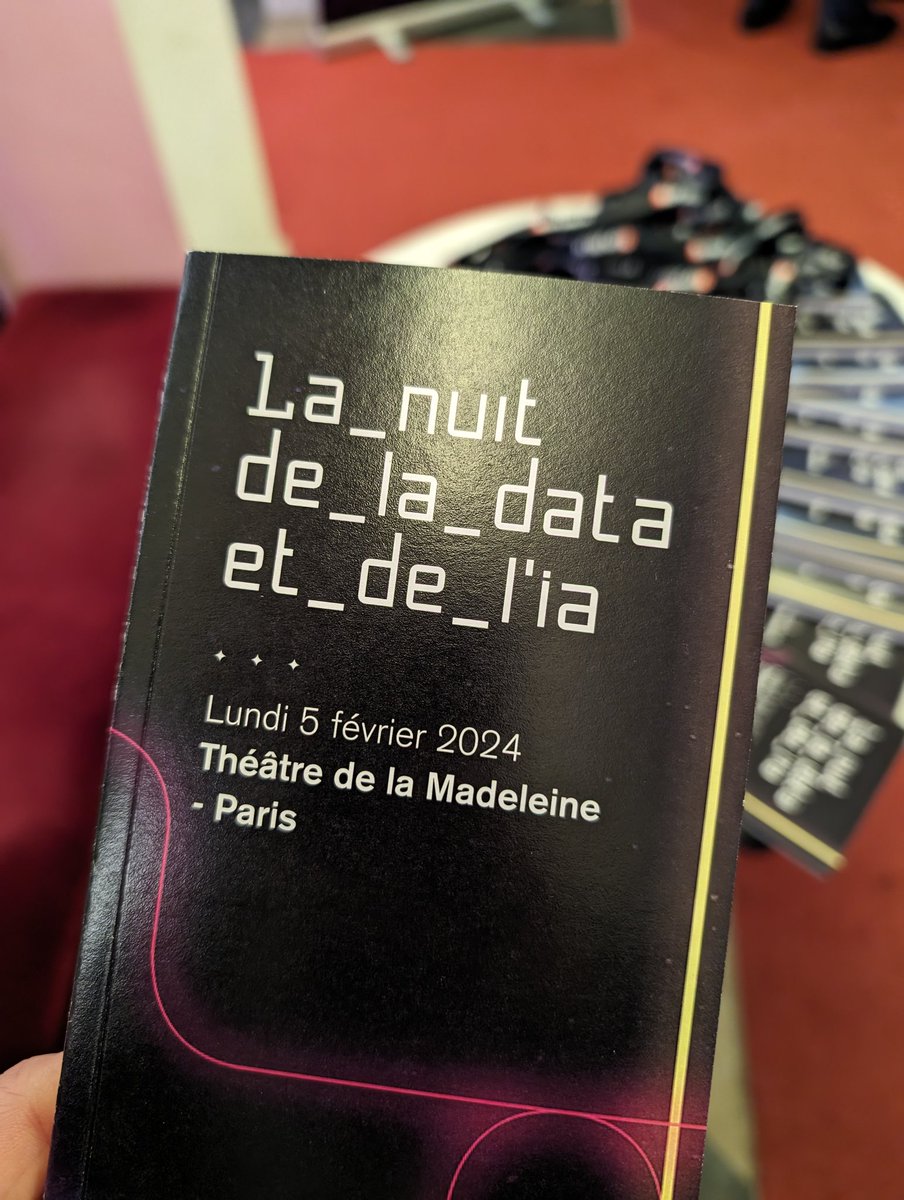 La_nuit
de_la_data
et_de_l'ia
Lundi 5 février 2024
Théâtre de la Madeleine
- Paris